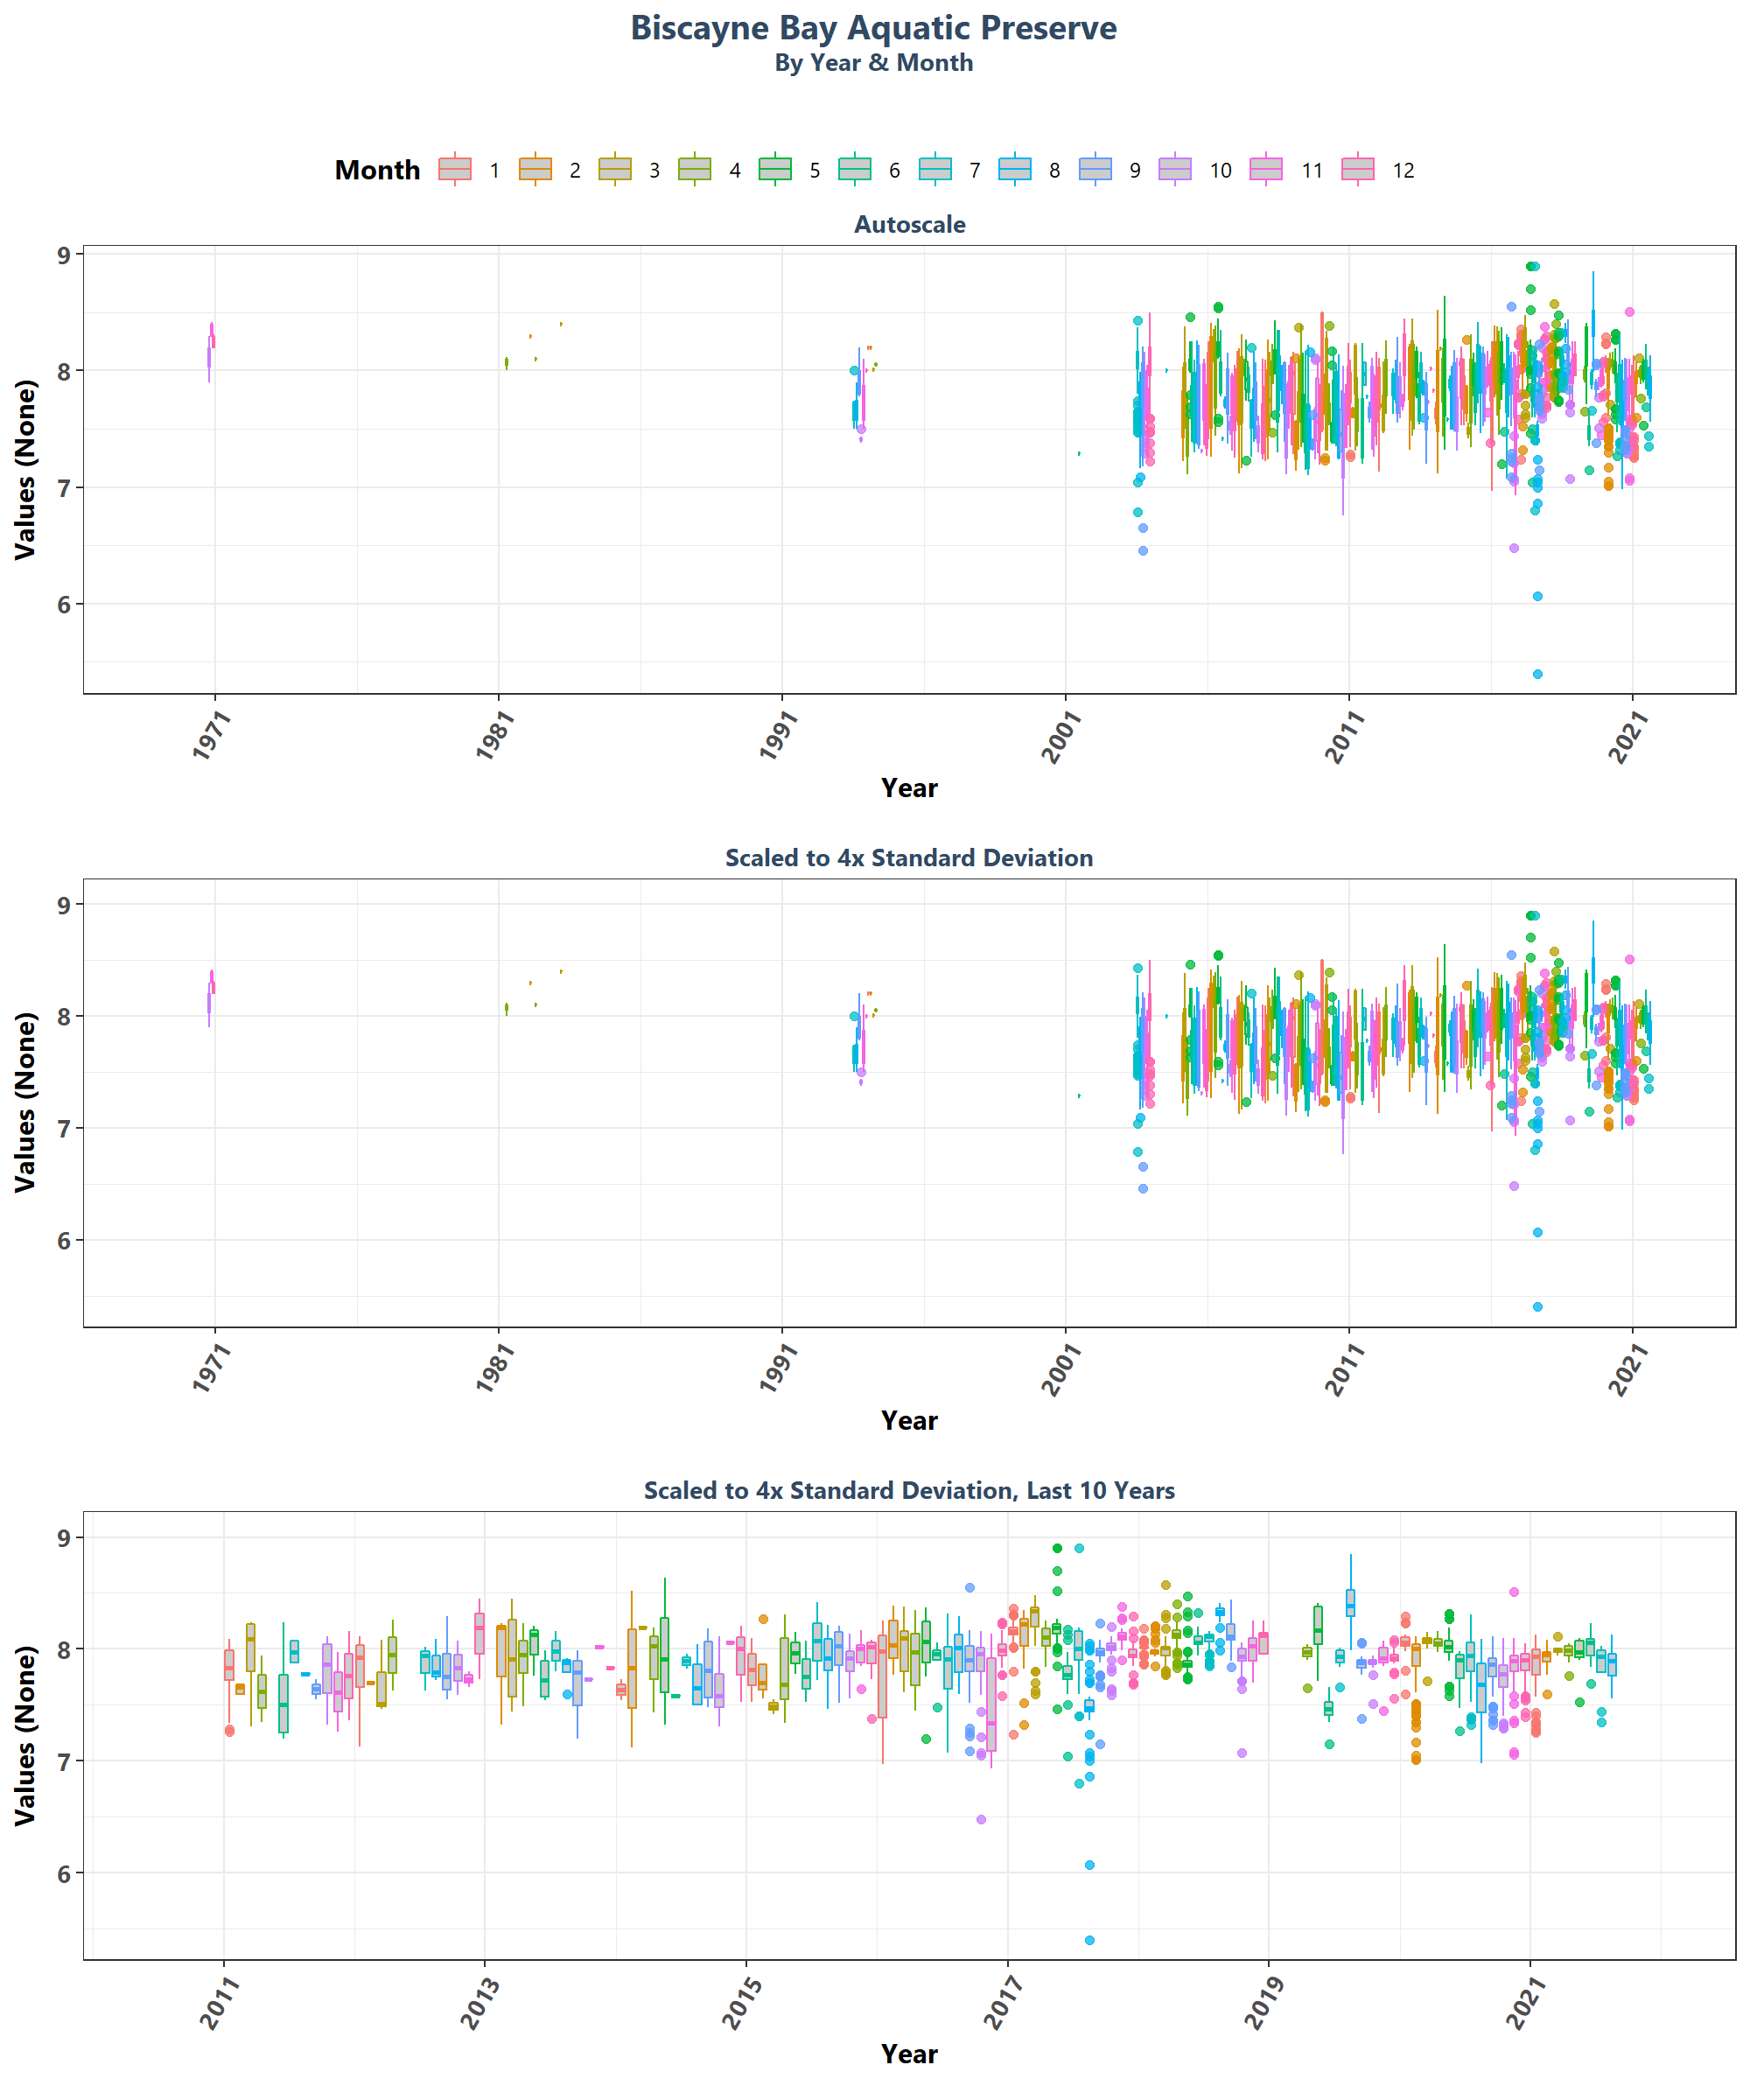 Biscayne Bay Aquatic Preserve
By Year & Month
Month 1 2 3 4 5 6 7 8 9 10 11 12
Autoscale
Values (None)
9
8
7
6
1971 1981 1991 2001 2011 2021
Year
Scaled to 4x Standard Deviation
Values (None)
9
8
7
6
1971 1981 1991 2001 2011 2021
Year
Scaled to 4x Standard Deviation, Last 10 Years
Values (None)
9
8
7
6
2011 2013 2015 2017 2019 2021
Year